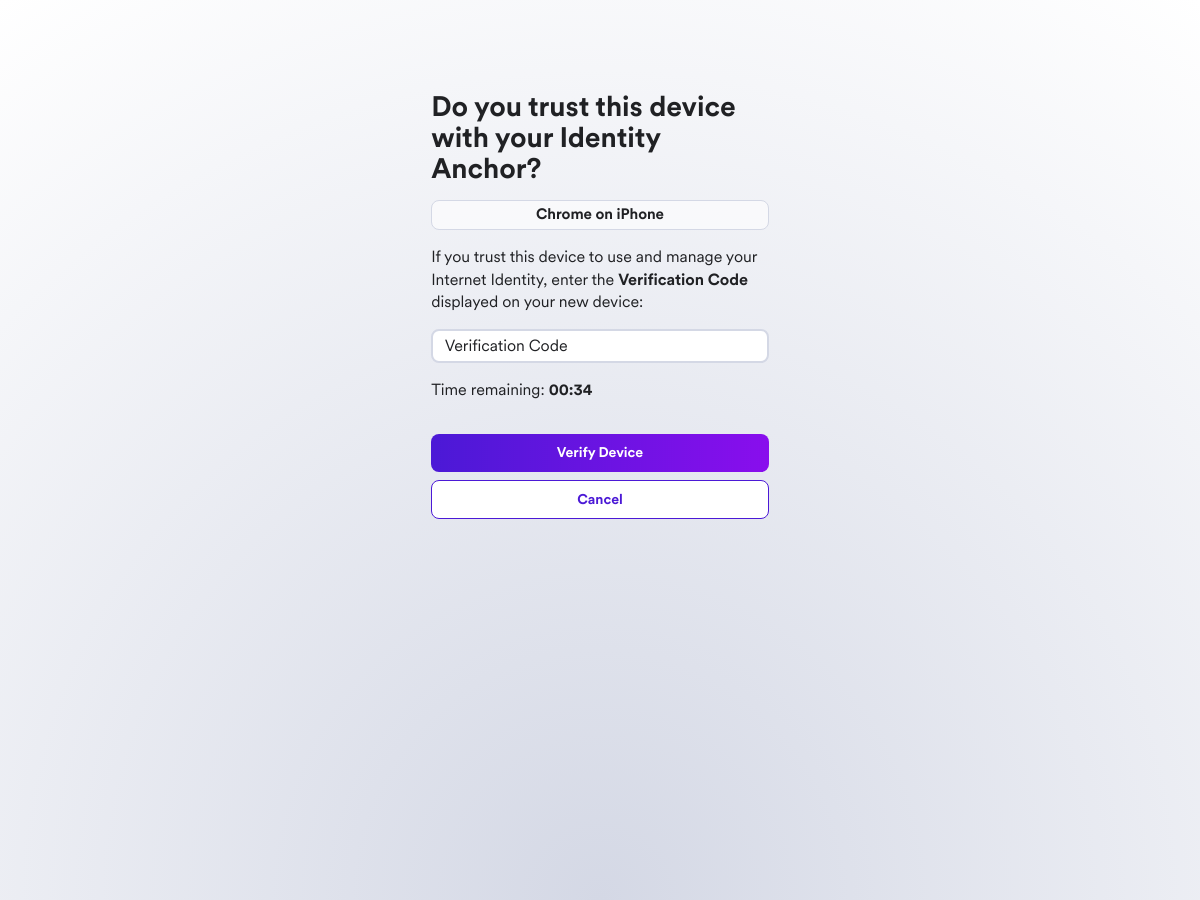 Do you trust this device
with your Identity
Anchor?
Chrome on iPhone
If you trust this device to use and manage your
Internet Identity, enter the Verification Code
displayed on your new device:
Verification Code
Time remaining: 00:34
Verify Device
Cancel